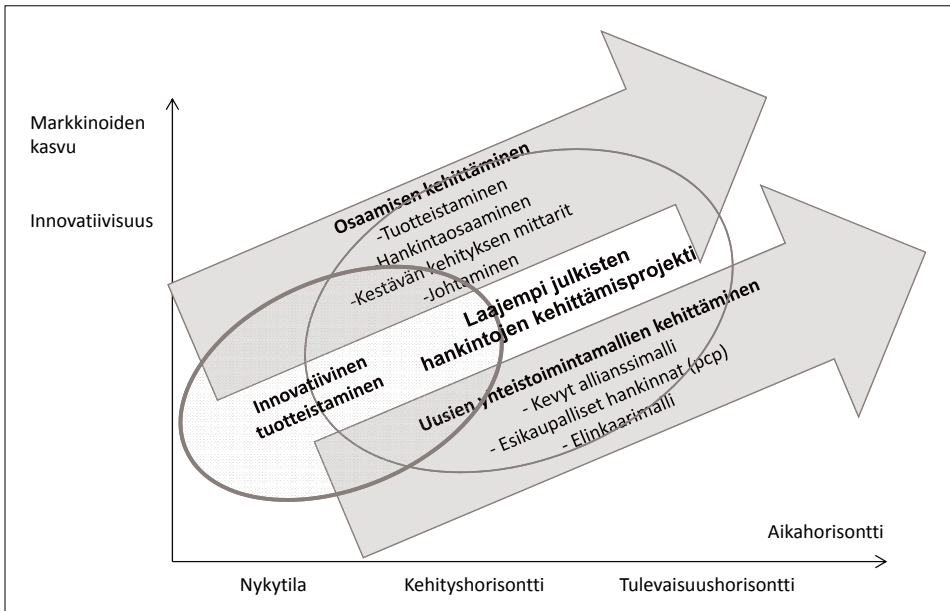 Markkinoiden
kasvu
Innovatiivisuus
Osaamisen kehittäminen
-Tuotteistaminen
-Hankintaosaaminen
-Kestävän kehityksen mittarit
-Johtaminen
Laajempi julkisten
hankintojen kehittämisprojekti
Innovatiivinen
tuotteistaminen
Uusien yhteistoimintamallien kehittäminen
- Kevyt allianssimalli
- Esikaupalliset hankinnat (pcp)
- Elinkaarimalli
Aikahorisontti
Nykytila
Kehityshorisontti
Tulevaisuushorisontti